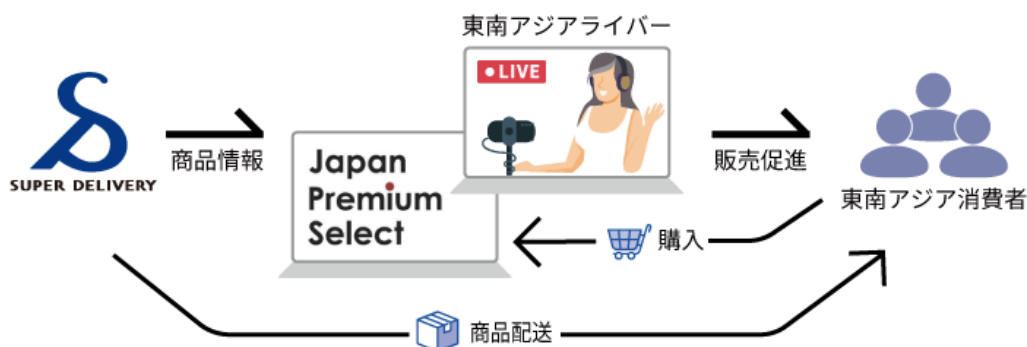 東南アジアライバー
LIVE
SUPER DELIVERY
商品情報
Japan
Premium
Select
販売促進
東南アジア消費者
購入
商品配送